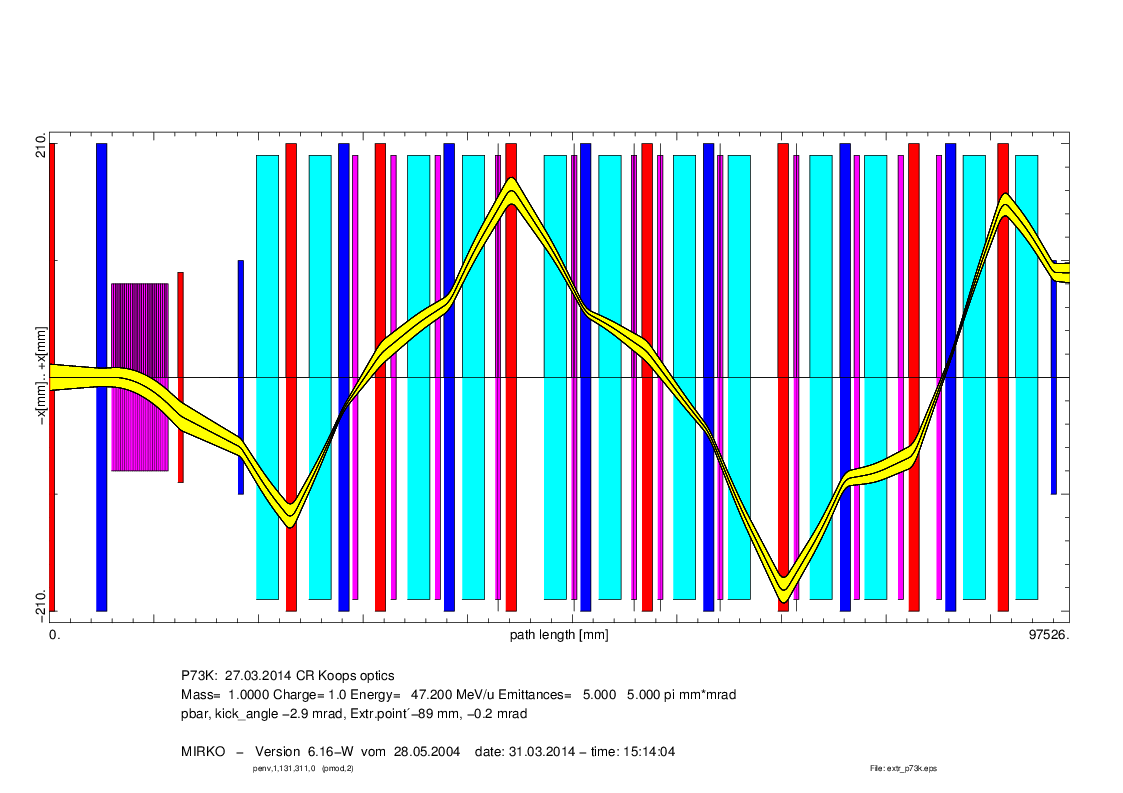 210.
−x[mm].. +x[mm]
−210.
0. path length [mm] 97526.
P73K: 27.03.2014 CR Koops optics
Mass= 1.0000 Charge= 1.0 Energy= 47.200 MeV/u Emittances= 5.000 5.000 pi mm*mrad
pbar, kick_angle −2.9 mrad, Extr.point´−89 mm, −0.2 mrad
MIRKO − Version 6.16−W vom 28.05.2004 date: 31.03.2014 − time: 15:14:04
penv,1,131,311,0 (pmod,2) File: extr_p73k.eps